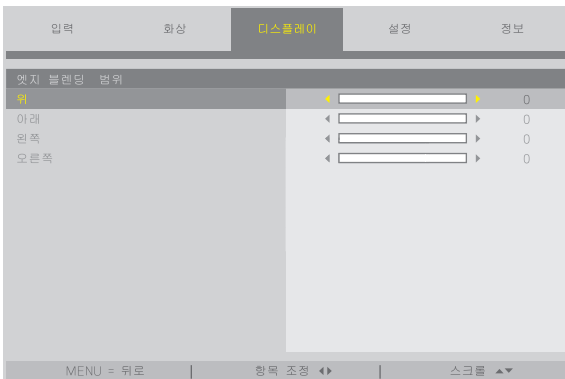 입력 화상 디스플레이 설정 정보
엣지 블렌딩 범위
위 0
아래 0
왼쪽 0
오른쪽 0
MENU = 뒤로 항목 조정 스크롤